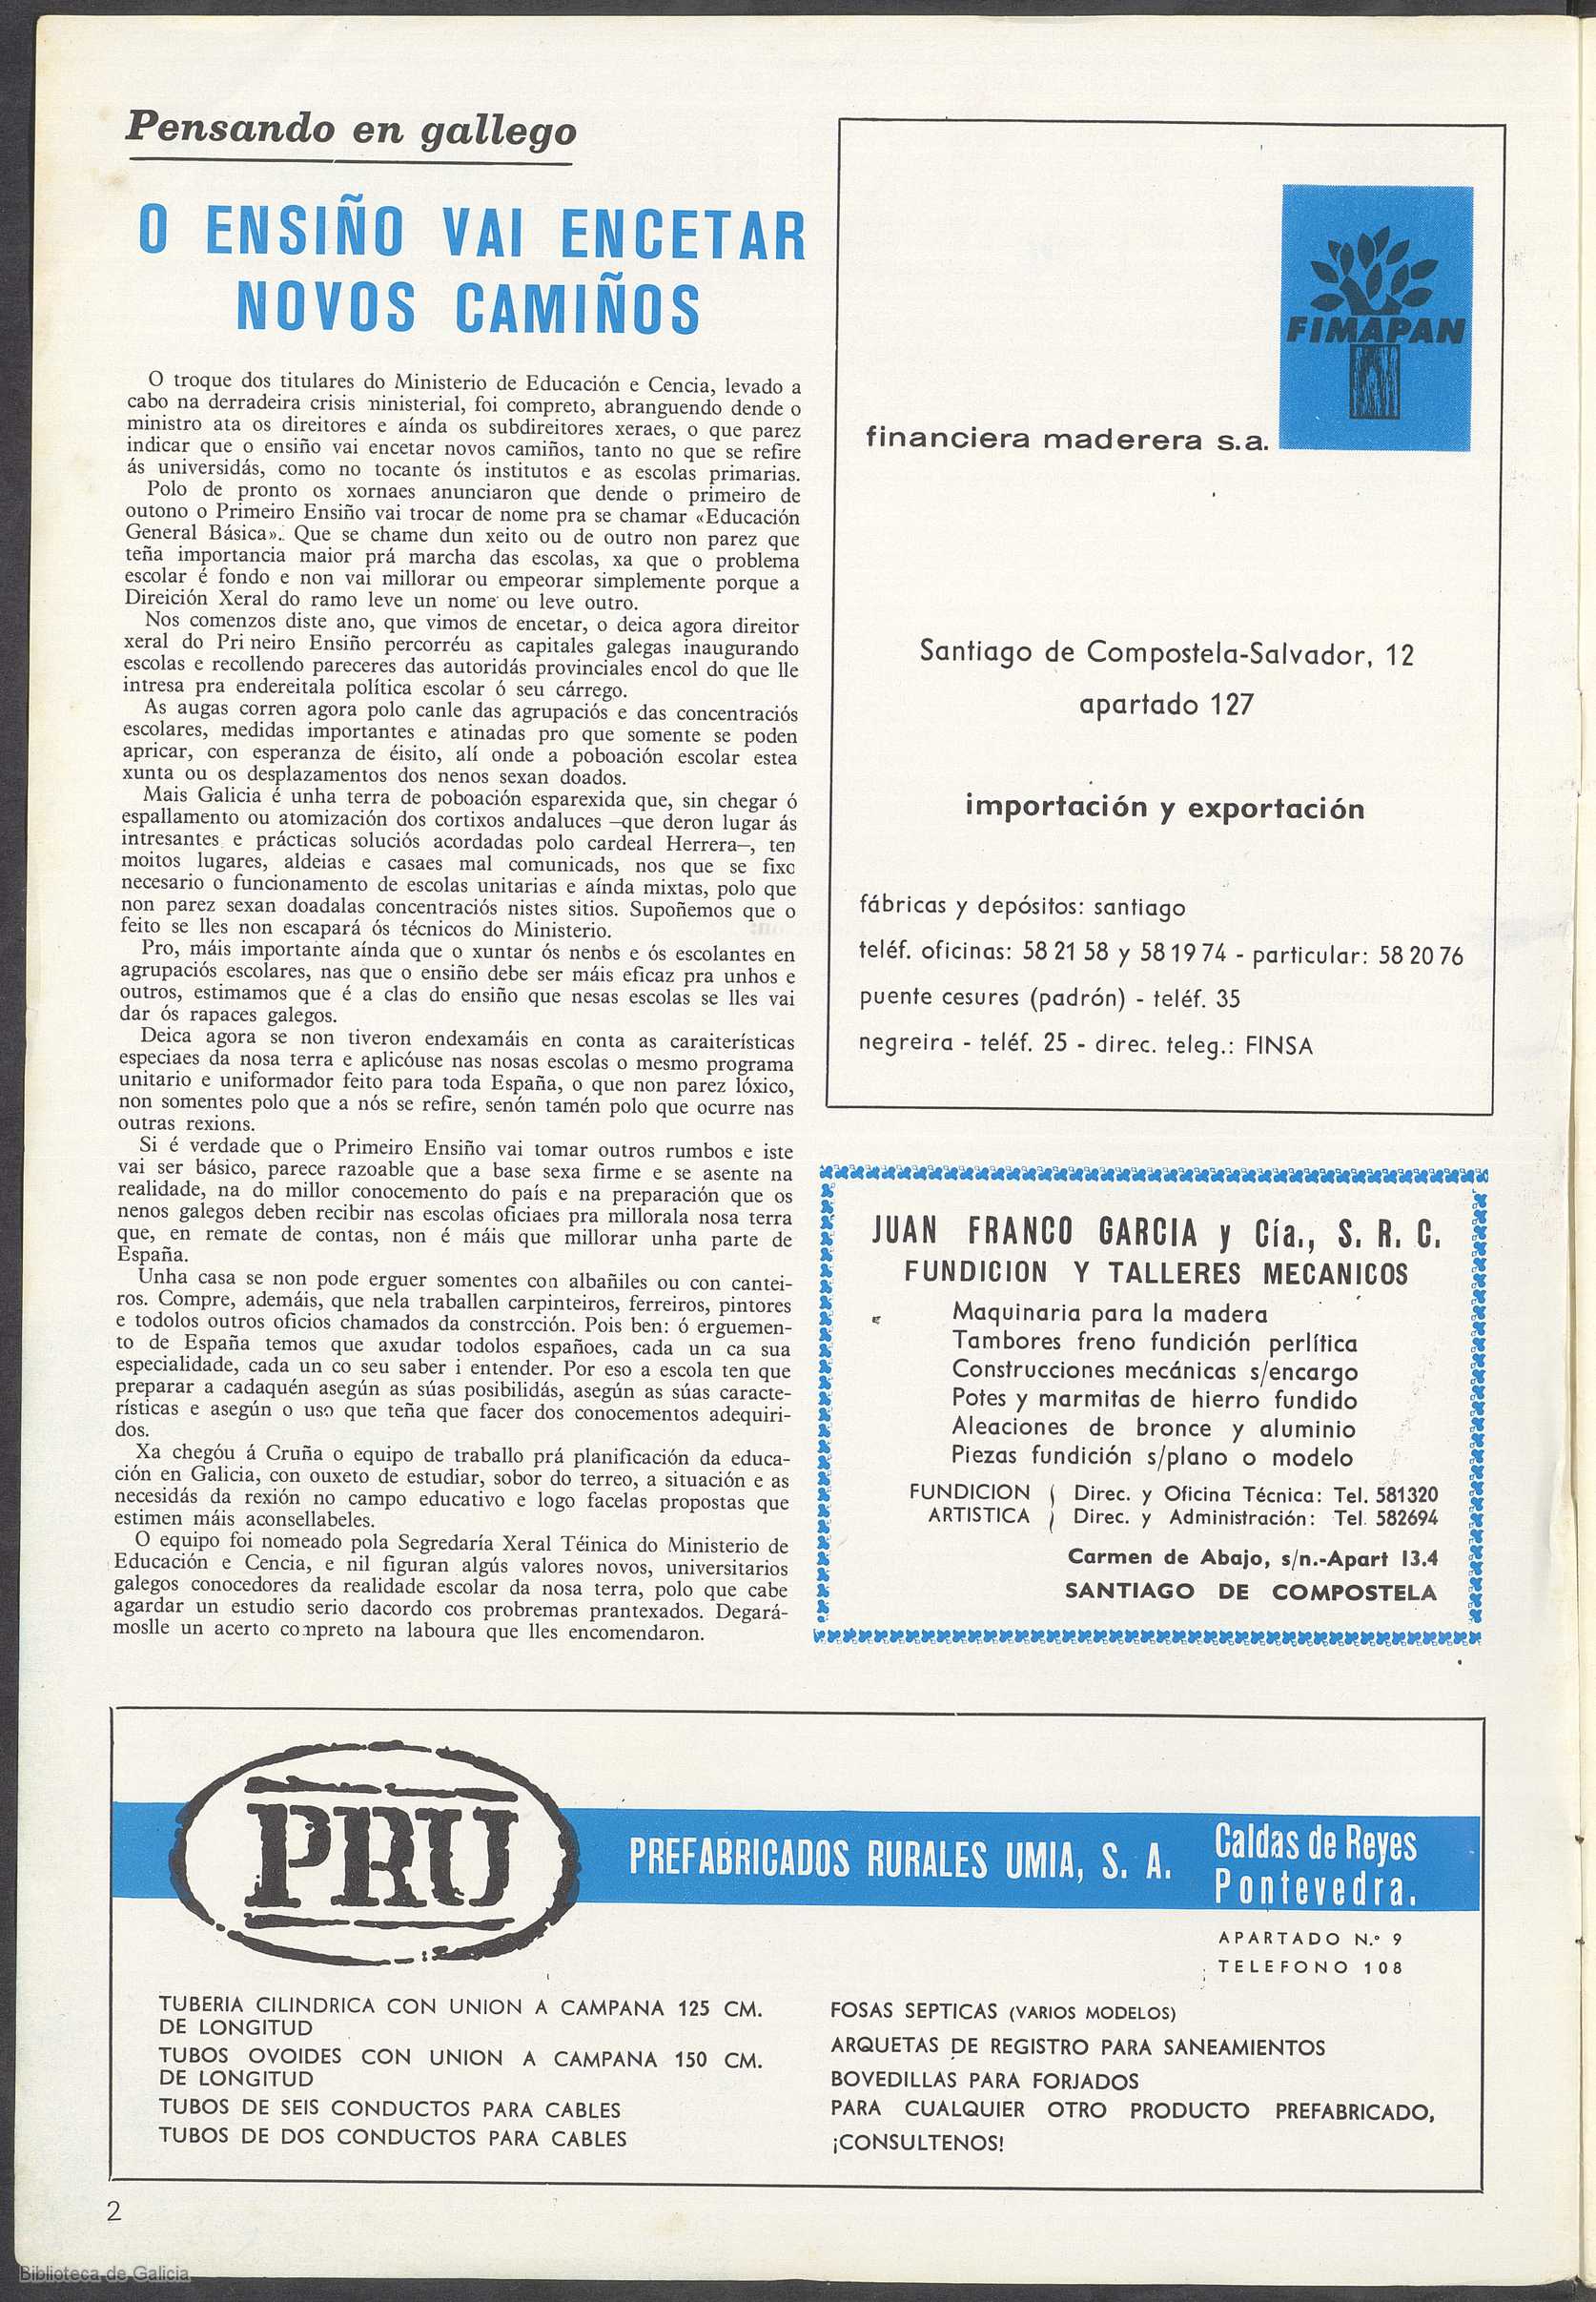 Pensando en gallego
O ENSIÑO VAI ENCETAR
NOVOS CAMIÑOS
O troque dos titulares do Ministerio de Educación e Cencia, levado a
cabo na derradeira crisis ministerial, foi compreto, abranguendo dende o
ministro ata os direitores e aínda os subdireitores xeraes, o que parez
indicar que o ensiño vai encetar novos camiños, tanto no que se refire
ás universidás, como no tocante ós institutos e as escolas primarias.
Polo de pronto os xornaes anunciaron que dende o primeiro de
outono o Primeiro Ensiño vai trocar de nome pra se chamar «Educación
General Básica». Que se chame dun xeito ou de outro non parez que
teña importancia maior prá marcha das escolas, xa que o problema
escolar é fondo e non vai millorar ou empeorar simplemente porque a
Direición Xeral do ramo leve un nome ou leve outro.
Nos comenzos diste ano, que vimos de encetar, o deica agora direitor
xeral do Primeiro Ensiño percorréu as capitales galegas inaugurando
escolas e recollendo pareceres das autoridás provinciales encol do que lle
intresa pra endereitala política escolar ó seu cárrego.
As augas corren agora polo canle das agrupaciós e das concentraciós
escolares, medidas importantes e atinadas pro que somente se poden
apricar, con esperanza de éisito, alí onde a poboación escolar estea
xunta ou os desplazamentos dos nenos sexan doados.
Mais Galicia é unha terra de poboación esparexida que, sin chegar ó
espallamento ou atomización dos cortixos andaluces —que deron lugar ás
intresantes e prácticas soluciós acordadas polo cardeal Herrera—, ten
moitos lugares, aldeias e casaes mal comunicads, nos que se fixo
necesario o funcionamento de escolas unitarias e aínda mixtas, polo que
non parez sexan doadalas concentraciós nistes sitios. Supoñemos que o
feito se lles non escapará ós técnicos do Ministerio.
Pro, máis importante aínda que o xuntar ós nenos e ós escolantes en
agrupaciós escolares, nas que o ensiño debe ser máis eficaz pra unhos e
outros, estimamos que é a clas do ensiño que nesas escolas se lles vai
dar ós rapaces galegos.
Deica agora se non tiveron endexamáis en conta as caraiterísticas
especiaes da nosa terra e aplicóuse nas nosas escolas o mesmo programa
unitario e uniformador feito para toda España, o que non parez lóxico,
non somentes polo que a nós se refire, senón tamén polo que ocurre nas
outras rexions.
Si é verdade que o Primeiro Ensiño vai tomar outros rumbos e iste
vai ser básico, parece razoable que a base sexa firme e se asente na
realidade, na do millor conocemento do país e na preparación que os
nenos galegos deben recibir nas escolas oficiaes pra millorala nosa terra
que, en remate de contas, non é máis que millorar unha parte de
España.
Unha casa se non pode erguer somentes con albañiles ou con cantei-
ros. Compre, ademáis, que nela traballen carpinteiros, ferreiros, pintores
e todolos outros oficios chamados da constrcción. Pois ben: ó erguemen-
to de España temos que axudar todolos españoes, cada un ca sua
especialidade, cada un co seu saber i entender. Por eso a escola ten que
preparar a cadaquén asegún as súas posibilidás, asegún as súas caracte-
rísticas e asegún o uso que teña que facer dos conocementos adequiri-
dos.
Xa chegóu á Cruña o equipo de traballo prá planificación da educa-
ción en Galicia, con ouxeto de estudiar, sobor do terreo, a situación e as
necesidás da rexión no campo educativo e logo facelas propostas que
estimen máis aconsellabeles.
O equipo foi nomeado pola Segredaría Xeral Téinica do Ministerio de
Educación e Cencia, e nil figuran algús valores novos, universitarios
galegos conocedores da realidade escolar da nosa terra, polo que cabe
agardar un estudio serio dacordo cos probremas prantexados. Degará-
moslle un acerto compreto na laboura que lles encomendaron.
FIMAPAN
financiera maderera s.a.
Santiago de Compostela-Salvador, 12
apartado 127
importación y exportación
fábricas y depósitos: santiago
teléf. oficinas: 58 21 58 y 58 19 74 - particular: 58 20 76
puente cesures (padrón) - teléf. 35
negreira - teléf. 25 - direc. teleg.: FINSA
JUAN FRANCO GARCIA y Cía., S. R. C.
FUNDICION Y TALLERES MECANICOS
Maquinaria para la madera
Tambores freno fundición perlítica
Construcciones mecánicas s/encargo
Potes y marmitas de hierro fundido
Aleaciones de bronce y aluminio
Piezas fundición s/plano o modelo
FUNDICION ( Direc. y Oficina Técnica: Tel. 581320
ARTISTICA ) Direc. y Administración: Tel. 582694
Carmen de Abajo, s/n.-Apart 13.4
SANTIAGO DE COMPOSTELA
PRU
PREFABRICADOS RURALES UMIA, S. A.
Caldas de Reyes
Pontevedra.
APARTADO N.º 9
TELEFONO 108
TUBERIA CILINDRICA CON UNION A CAMPANA 125 CM.
DE LONGITUD
TUBOS OVOIDES CON UNION A CAMPANA 150 CM.
DE LONGITUD
TUBOS DE SEIS CONDUCTOS PARA CABLES
TUBOS DE DOS CONDUCTOS PARA CABLES
FOSAS SEPTICAS (VARIOS MODELOS)
ARQUETAS DE REGISTRO PARA SANEAMIENTOS
BOVEDILLAS PARA FORJADOS
PARA CUALQUIER OTRO PRODUCTO PREFABRICADO,
¡CONSULTENOS!
2
Biblioteca de Galicia